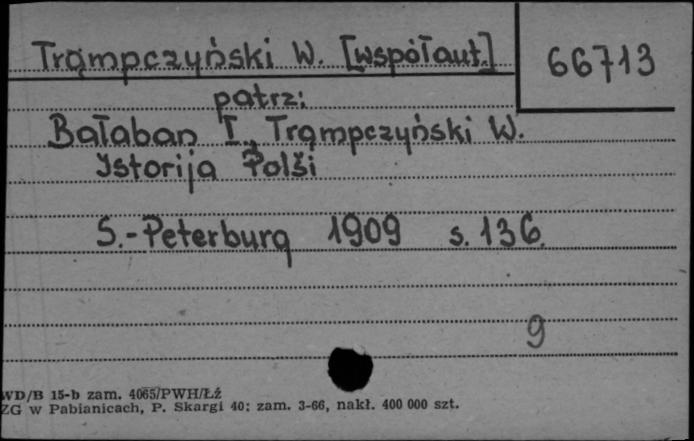 Trąmpczyński W. [współaut.]
66713
patrz:
Bałaban I., Trąmpczyński W.
Istorija Polši
S.-Peterburg 1909 s. 136.
9
WD/B 15-b zam. 4065/PWH/Łź
ZG w Pabianicach, P. Skargi 40; zam. 3-66, nakł. 400 000 szt.